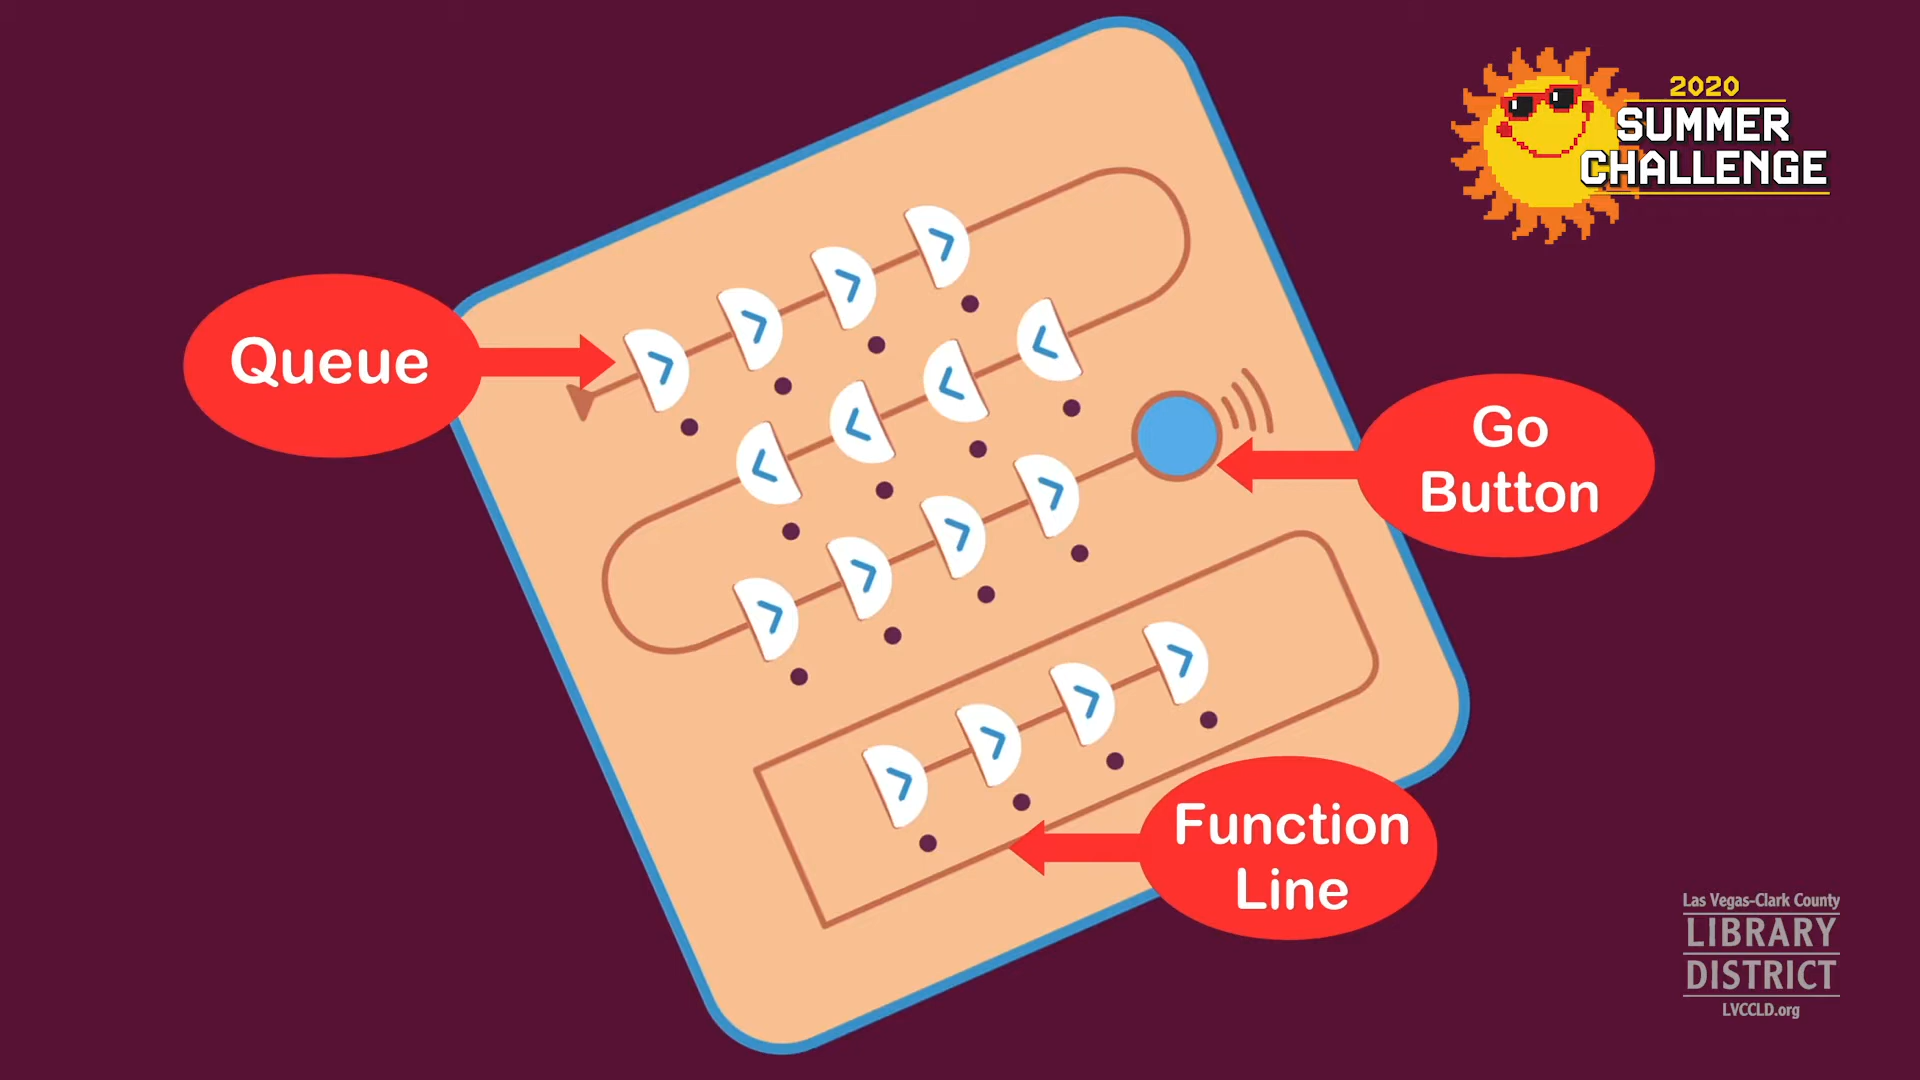 2020
SUMMER
CHALLENGE
Queue
Go
Button
Function
Line
Las Vegas-Clark County
LIBRARY
DISTRICT
LVCCLD.org